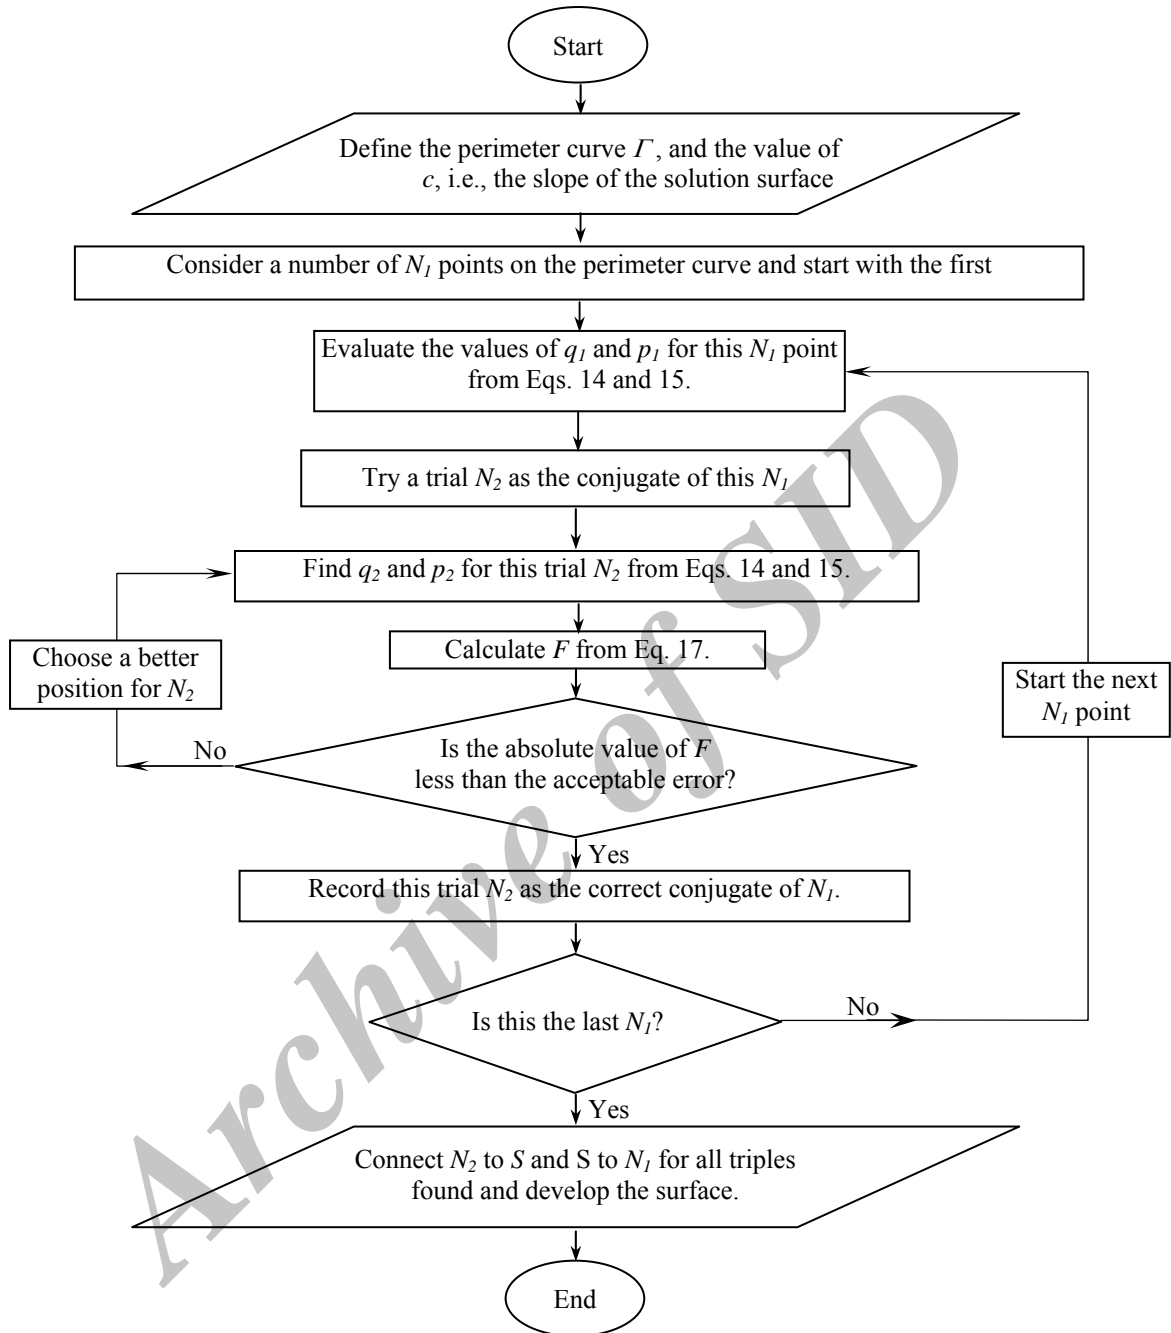 Start
Define the perimeter curve Γ, and the value of
c, i.e., the slope of the solution surface
Consider a number of N1 points on the perimeter curve and start with the first
Evaluate the values of q1 and p1 for this N1 point
from Eqs. 14 and 15.
Try a trial N2 as the conjugate of this N1
Find q2 and p2 for this trial N2 from Eqs. 14 and 15.
Calculate F from Eq. 17.
Choose a better
position for N2
Start the next
N1 point
No
Is the absolute value of F
less than the acceptable error?
Yes
Record this trial N2 as the correct conjugate of N1.
Is this the last N1?
No
Yes
Connect N2 to S and S to N1 for all triples
found and develop the surface.
End
Archive of SID